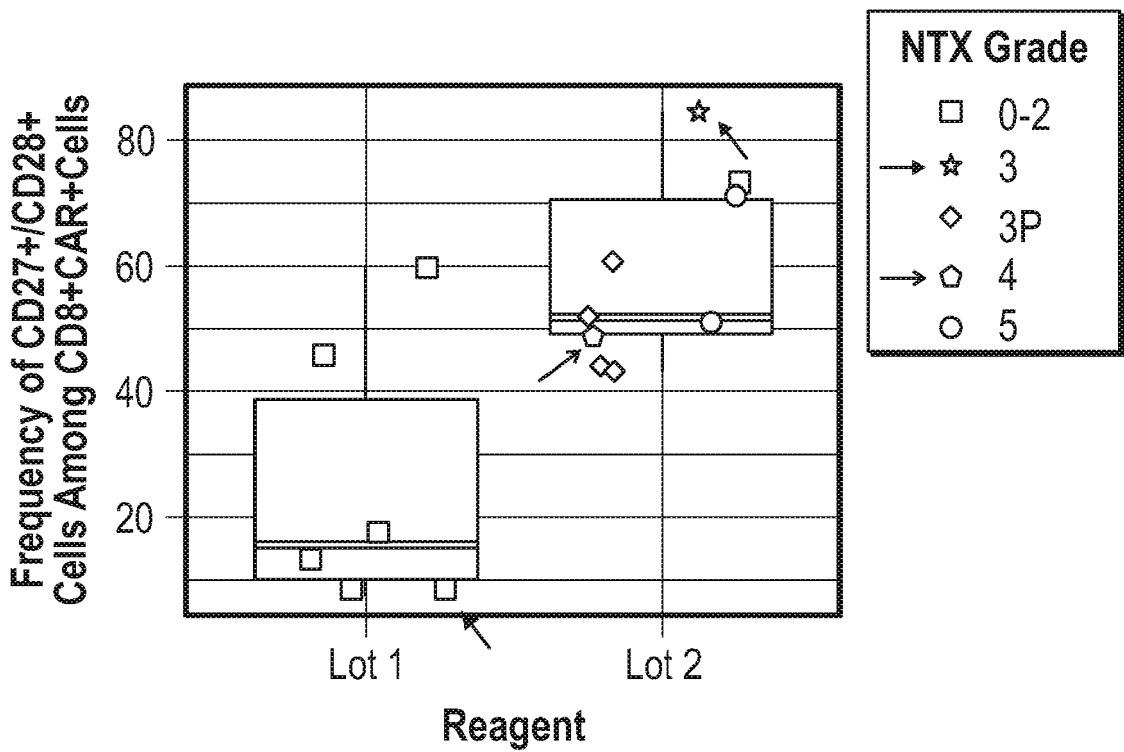 Frequency of CD27+/CD28+
Cells Among CD8+CAR+Cells
80
60
40
20
Lot 1
Lot 2
Reagent
NTX Grade
0-2
3
3P
4
5